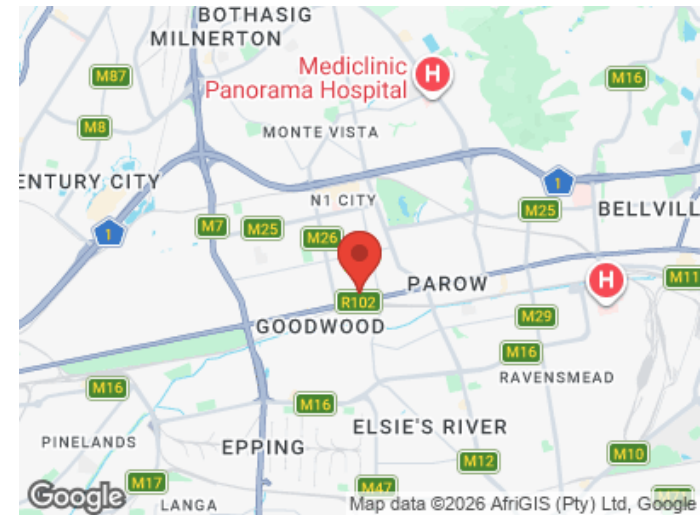 BOTHASIG
MILNERTON
M87
Mediclinic
Panorama Hospital
H
M16
M8
MONTE VISTA
ENTURY CITY
1
N1 CITY
1
M7
M25
M26
M25
BELLVILL
PAROW
H
M11
R102
GOODWOOD
M29
M16
M16
M16
RAVENSMEAD
ELSIE'S RIVER
PINELANDS
EPPING
M10
M12
M17
M47
Google
LANGA
Map data ©2026 AfriGIS (Pty) Ltd, Google